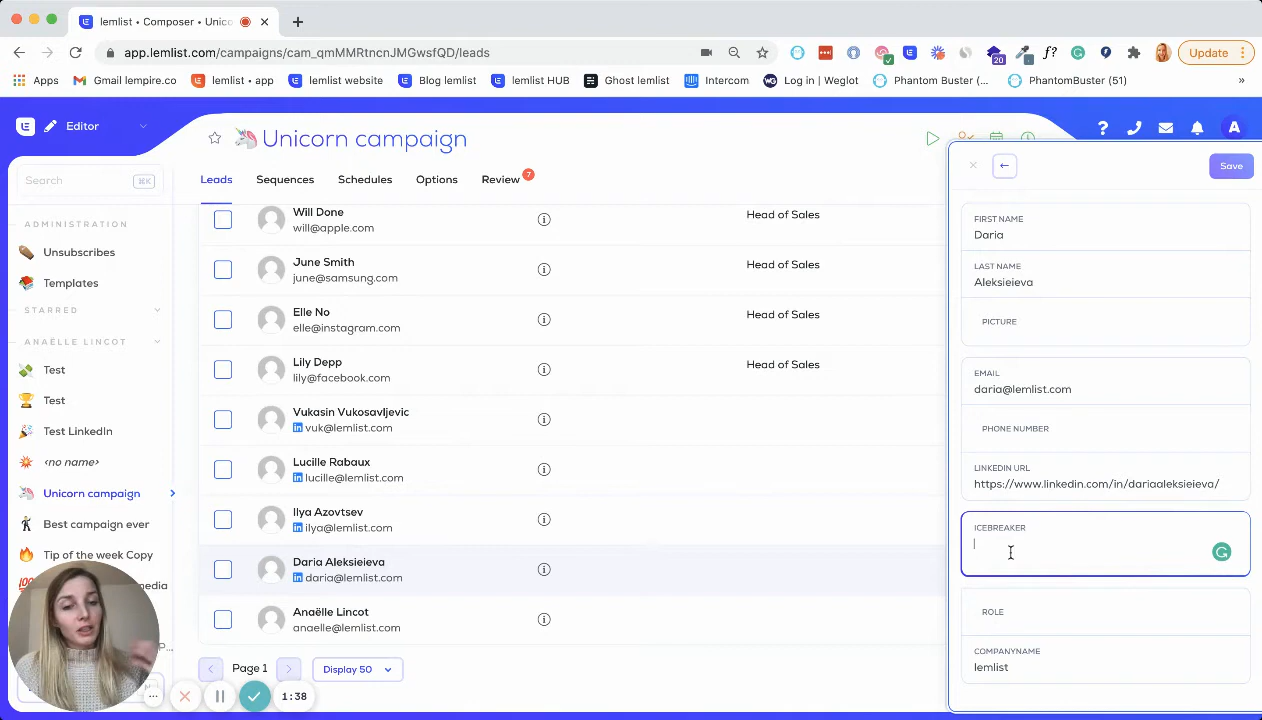 lemlist • Composer • Unico
app.lemlist.com/campaigns/cam_qmMMRtncnJMGwsfQD/leads
20
f?
Update
Apps
Gmail lempire.co
lemlist • app
lemlist website
Blog lemlist
lemlist HUB
Ghost lemlist
Intercom
Log in | Weglot
Phantom Buster (...
PhantomBuster (51)
»
Editor
Unicorn campaign
?
A
Search
⌘K
Leads
Sequences
Schedules
Options
Review
7
Save
ADMINISTRATION
Unsubscribes
Templates
STARRED
ANAËLLE LINCOT
Test
Test
Test LinkedIn
<no name>
Unicorn campaign
Best campaign ever
Tip of the week Copy
media
P...
Will Done
will@apple.com
Head of Sales
June Smith
june@samsung.com
Head of Sales
Elle No
elle@instagram.com
Head of Sales
Lily Depp
lily@facebook.com
Head of Sales
Vukasin Vukosavljevic
vuk@lemlist.com
Lucille Rabaux
lucille@lemlist.com
Ilya Azovtsev
ilya@lemlist.com
Daria Aleksieieva
daria@lemlist.com
Anaëlle Lincot
anaelle@lemlist.com
Page 1
Display 50
1:38
FIRST NAME
Daria
LAST NAME
Aleksieieva
PICTURE
EMAIL
daria@lemlist.com
PHONE NUMBER
LINKEDIN URL
https://www.linkedin.com/in/dariaaleksieieva/
ICEBREAKER
ROLE
COMPANYNAME
lemlist